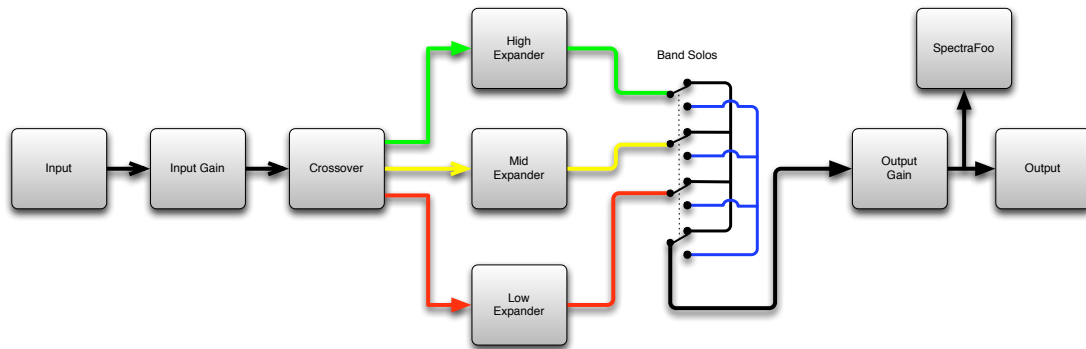 High
Expander
SpectraFoo
Band Solos
Input
Input Gain
Crossover
Mid
Expander
Output
Gain
Output
Low
Expander